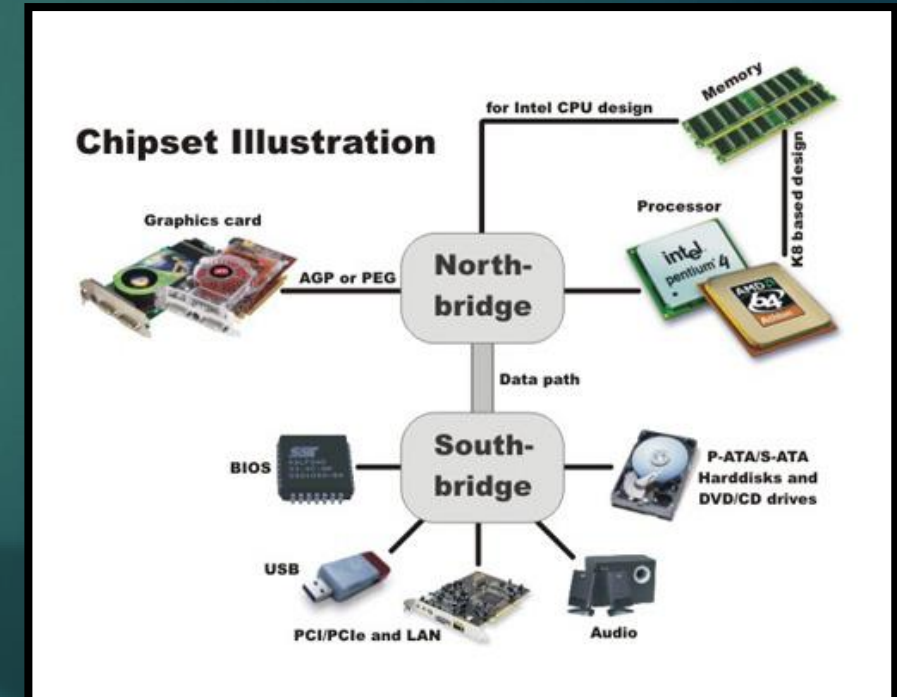 Chipset Illustration
for Intel CPU design
Memory
K8 based design
Graphics card
AGP or PEG
North-
bridge
Processor
intel
pentium 4
AMD
64
Athlon
Data path
South-
bridge
BIOS
SST
P-ATA/S-ATA
Harddisks and
DVD/CD drives
USB
PCI/PCIe and LAN
Audio